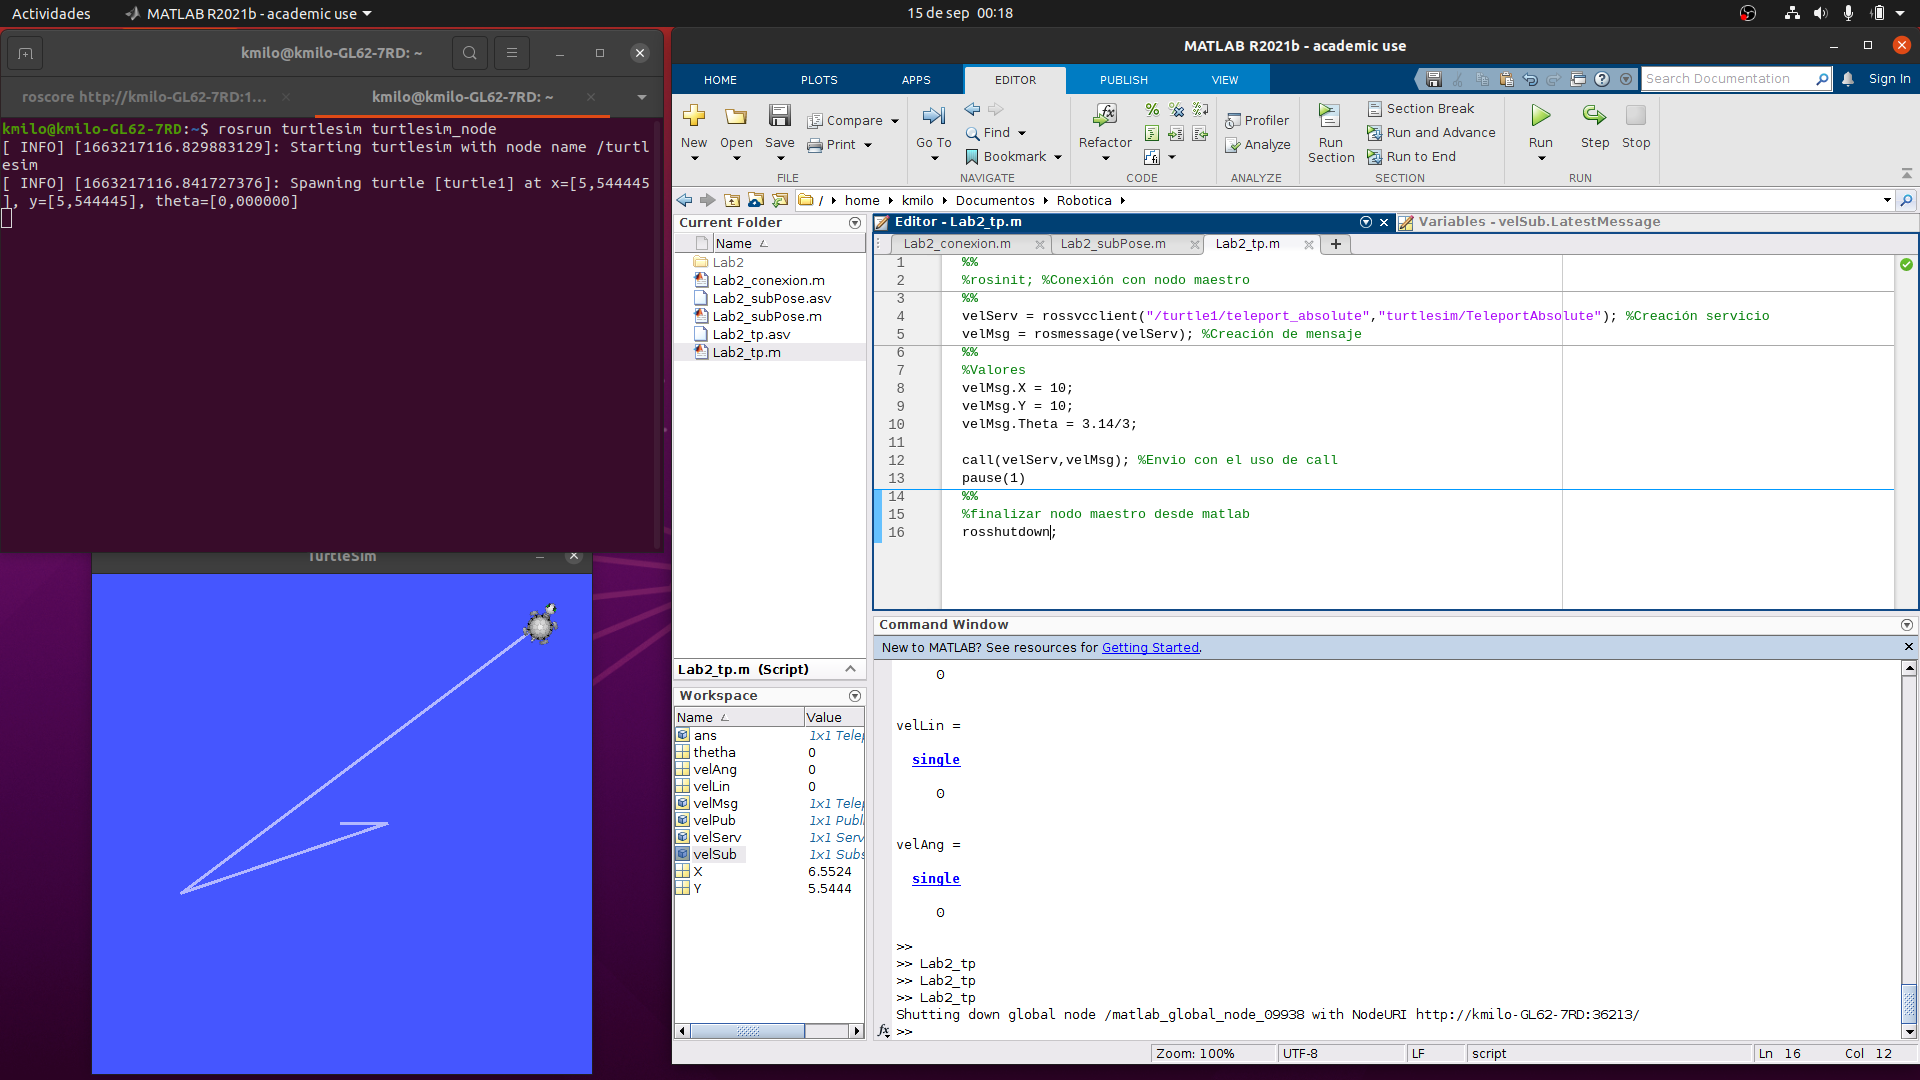 Actividades
MATLAB R2021b - academic use
15 de sep 00:18
kmilo@kmilo-GL62-7RD: ~
roscore http://kmilo-GL62-7RD:1...
kmilo@kmilo-GL62-7RD: ~
kmilo@kmilo-GL62-7RD:~$ rosrun turtlesim turtlesim_node
[ INFO] [1663217116.829883129]: Starting turtlesim with node name /turtl
esim
[ INFO] [1663217116.841727376]: Spawning turtle [turtle1] at x=[5,544445
], y=[5,544445], theta=[0,000000]
TurtleSim
MATLAB R2021b - academic use
HOME PLOTS APPS EDITOR PUBLISH VIEW
Search Documentation
Sign In
New Open Save
Compare
Print
FILE
Go To
Find
Bookmark
NAVIGATE
Refactor
CODE
Profiler
Analyze
ANALYZE
Run Section
Section Break
Run and Advance
Run to End
SECTION
Run Step Stop
RUN
/ home kmilo Documentos Robotica
Current Folder
Name
Lab2
Lab2_conexion.m
Lab2_subPose.asv
Lab2_subPose.m
Lab2_tp.asv
Lab2_tp.m
Lab2_tp.m (Script)
Workspace
Name Value
ans 1x1 Telep
thetha 0
velAng 0
velLin 0
velMsg 1x1 Telep
velPub 1x1 Publ
velServ 1x1 Serv
velSub 1x1 Subs
X 6.5524
Y 5.5444
Editor - Lab2_tp.m
Variables - velSub.LatestMessage
Lab2_conexion.m Lab2_subPose.m Lab2_tp.m
1 %%
2 %rosinit; %Conexión con nodo maestro
3 %%
4 velServ = rossvcclient("/turtle1/teleport_absolute","turtlesim/TeleportAbsolute"); %Creación servicio
5 velMsg = rosmessage(velServ); %Creación de mensaje
6 %%
7 %Valores
8 velMsg.X = 10;
9 velMsg.Y = 10;
10 velMsg.Theta = 3.14/3;
11
12 call(velServ,velMsg); %Envio con el uso de call
13 pause(1)
14 %%
15 %finalizar nodo maestro desde matlab
16 rosshutdown;
Command Window
New to MATLAB? See resources for Getting Started.
0
velLin =
single
0
velAng =
single
0
>>
>> Lab2_tp
>> Lab2_tp
>> Lab2_tp
Shutting down global node /matlab_global_node_09938 with NodeURI http://kmilo-GL62-7RD:36213/
fx >>
Zoom: 100% UTF-8 LF script Ln 16 Col 12